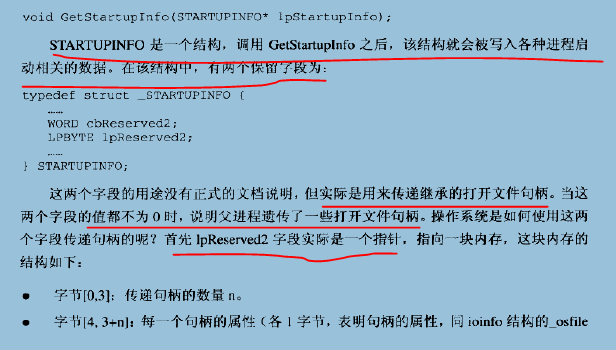 void GetStartupInfo(STARTUPINFO* lpStartupInfo);
STARTUPINFO 是一个结构，调用 GetStartupInfo 之后，该结构就会被写入各种进程启
动相关的数据。在该结构中，有两个保留字段为：
typedef struct _STARTUPINFO {
……
WORD cbReserved2;
LPBYTE lpReserved2;
……
} STARTUPINFO;
这两个字段的用途没有正式的文档说明，但实际是用来传递继承的打开文件句柄。当这
两个字段的值都不为 0 时，说明父进程遗传了一些打开文件句柄。操作系统是如何使用这两
个字段传递句柄的呢？首先 lpReserved2 字段实际是一个指针，指向一块内存，这块内存的
结构如下：
● 字节[0,3]：传递句柄的数量 n。
● 字节[4, 3+n]：每一个句柄的属性（各 1 字节，表明句柄的属性，同 ioinfo 结构的_osfile